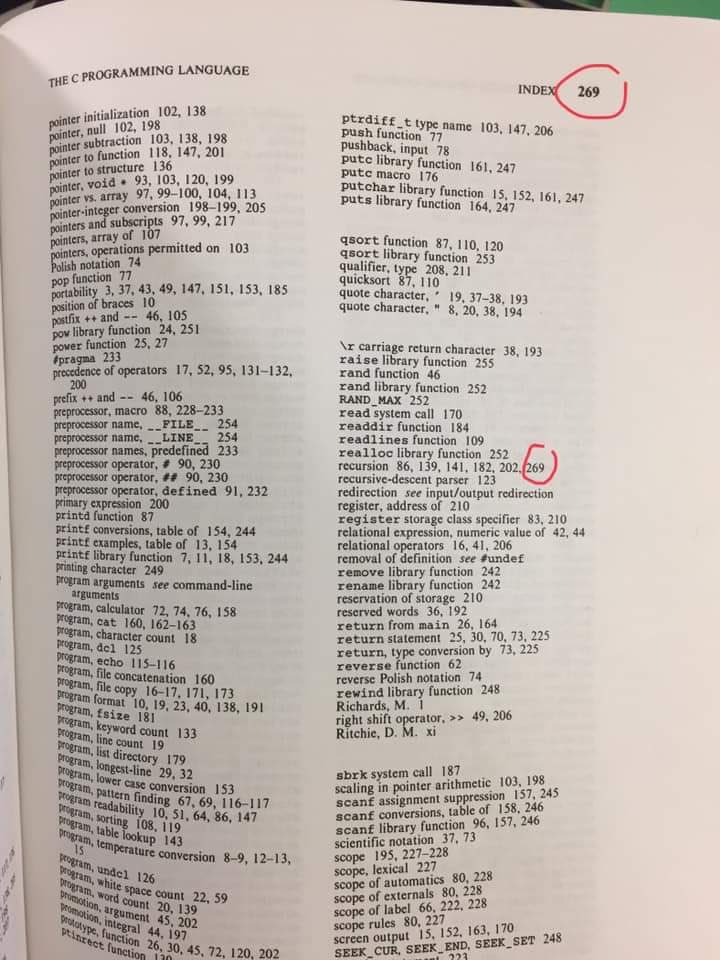 THE C PROGRAMMING LANGUAGE
INDEX 269
pointer initialization 102, 138
pointer, null 102, 198
pointer subtraction 103, 138, 198
pointer to function 118, 147, 201
pointer to structure 136
pointer, void * 93, 103, 120, 199
pointer vs. array 97, 99-100, 104, 113
pointer-integer conversion 198-199, 205
pointers and subscripts 97, 99, 217
pointers, array of 107
pointers, operations permitted on 103
Polish notation 74
pop function 77
portability 3, 37, 43, 49, 147, 151, 153, 185
position of braces 10
postfix ++ and -- 46, 105
pow library function 24, 251
power function 25, 27
#pragma 233
precedence of operators 17, 52, 95, 131-132,
200
prefix ++ and -- 46, 106
preprocessor, macro 88, 228-233
preprocessor name, __FILE__ 254
preprocessor name, __LINE__ 254
preprocessor names, predefined 233
preprocessor operator, # 90, 230
preprocessor operator, ## 90, 230
preprocessor operator, defined 91, 232
primary expression 200
printd function 87
printf conversions, table of 154, 244
printf examples, table of 13, 154
printf library function 7, 11, 18, 153, 244
printing character 249
program arguments see command-line
arguments
program, calculator 72, 74, 76, 158
program, cat 160, 162-163
program, character count 18
program, dcl 125
program, echo 115-116
program, file concatenation 160
program, file copy 16-17, 171, 173
program format 10, 19, 23, 40, 138, 191
program, fsize 181
program, keyword count 133
program, line count 19
program, list directory 179
program, longest-line 29, 32
program, lower case conversion 153
program, pattern finding 67, 69, 116-117
program readability 10, 51, 64, 86, 147
program, sorting 108, 119
program, table lookup 143
program, temperature conversion 8-9, 12-13,
15
program, undcl 126
program, white space count 22, 59
program, word count 20, 139
promotion, argument 45, 202
promotion, integral 44, 197
prototype, function 26, 30, 45, 72, 120, 202
ptinrect function 130
ptrdiff_t type name 103, 147, 206
push function 77
pushback, input 78
putc library function 161, 247
putc macro 176
putchar library function 15, 152, 161, 247
puts library function 164, 247
qsort function 87, 110, 120
qsort library function 253
qualifier, type 208, 211
quicksort 87, 110
quote character, ' 19, 37-38, 193
quote character, " 8, 20, 38, 194
\r carriage return character 38, 193
raise library function 255
rand function 46
rand library function 252
RAND_MAX 252
read system call 170
readdir function 184
readlines function 109
realloc library function 252
recursion 86, 139, 141, 182, 202, 269
recursive-descent parser 123
redirection see input/output redirection
register, address of 210
register storage class specifier 83, 210
relational expression, numeric value of 42, 44
relational operators 16, 41, 206
removal of definition see #undef
remove library function 242
rename library function 242
reservation of storage 210
reserved words 36, 192
return from main 26, 164
return statement 25, 30, 70, 73, 225
return, type conversion by 73, 225
reverse function 62
reverse Polish notation 74
rewind library function 248
Richards, M. 1
right shift operator, >> 49, 206
Ritchie, D. M. xi
sbrk system call 187
scaling in pointer arithmetic 103, 198
scanf assignment suppression 157, 245
scanf conversions, table of 158, 246
scanf library function 96, 157, 246
scientific notation 37, 73
scope 195, 227-228
scope, lexical 227
scope of automatics 80, 228
scope of externals 80, 228
scope of label 66, 222, 228
scope rules 80, 227
screen output 15, 152, 163, 170
SEEK_CUR, SEEK_END, SEEK_SET 248
223